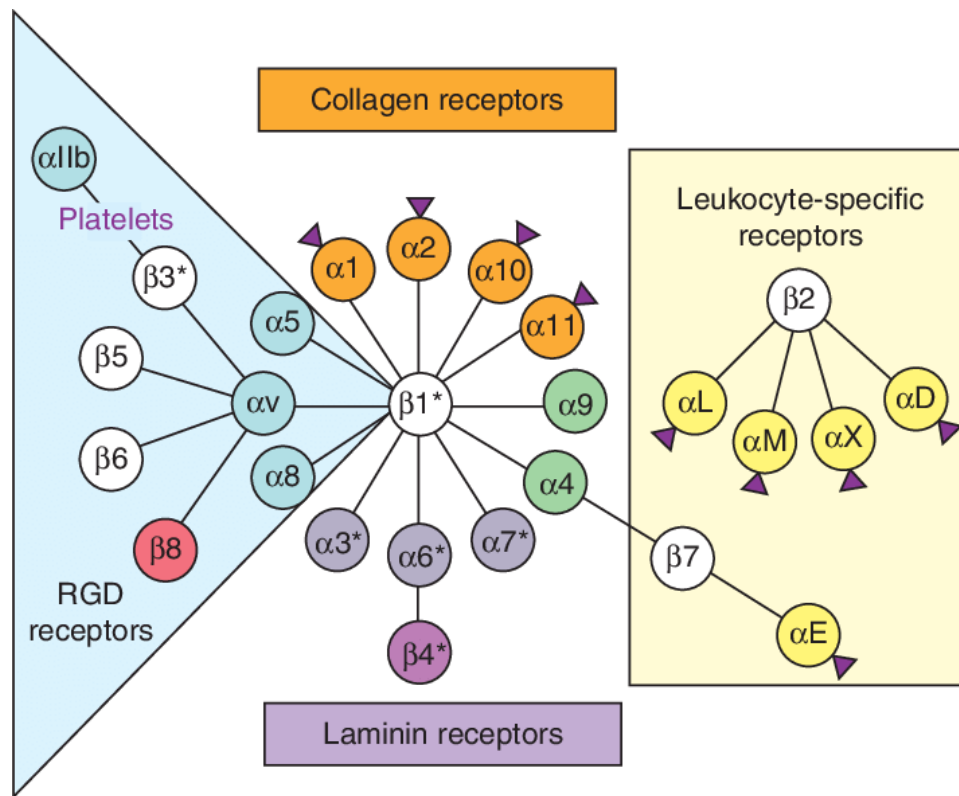 Collagen receptors
αIIb
Platelets
β3*
α1
α2
α10
α11
α5
β5
αv
β1*
α9
β6
α8
α4
β8
α3*
α6*
α7*
RGD
receptors
β4*
Laminin receptors
Leukocyte-specific
receptors
β2
αL
αM
αX
αD
β7
αE